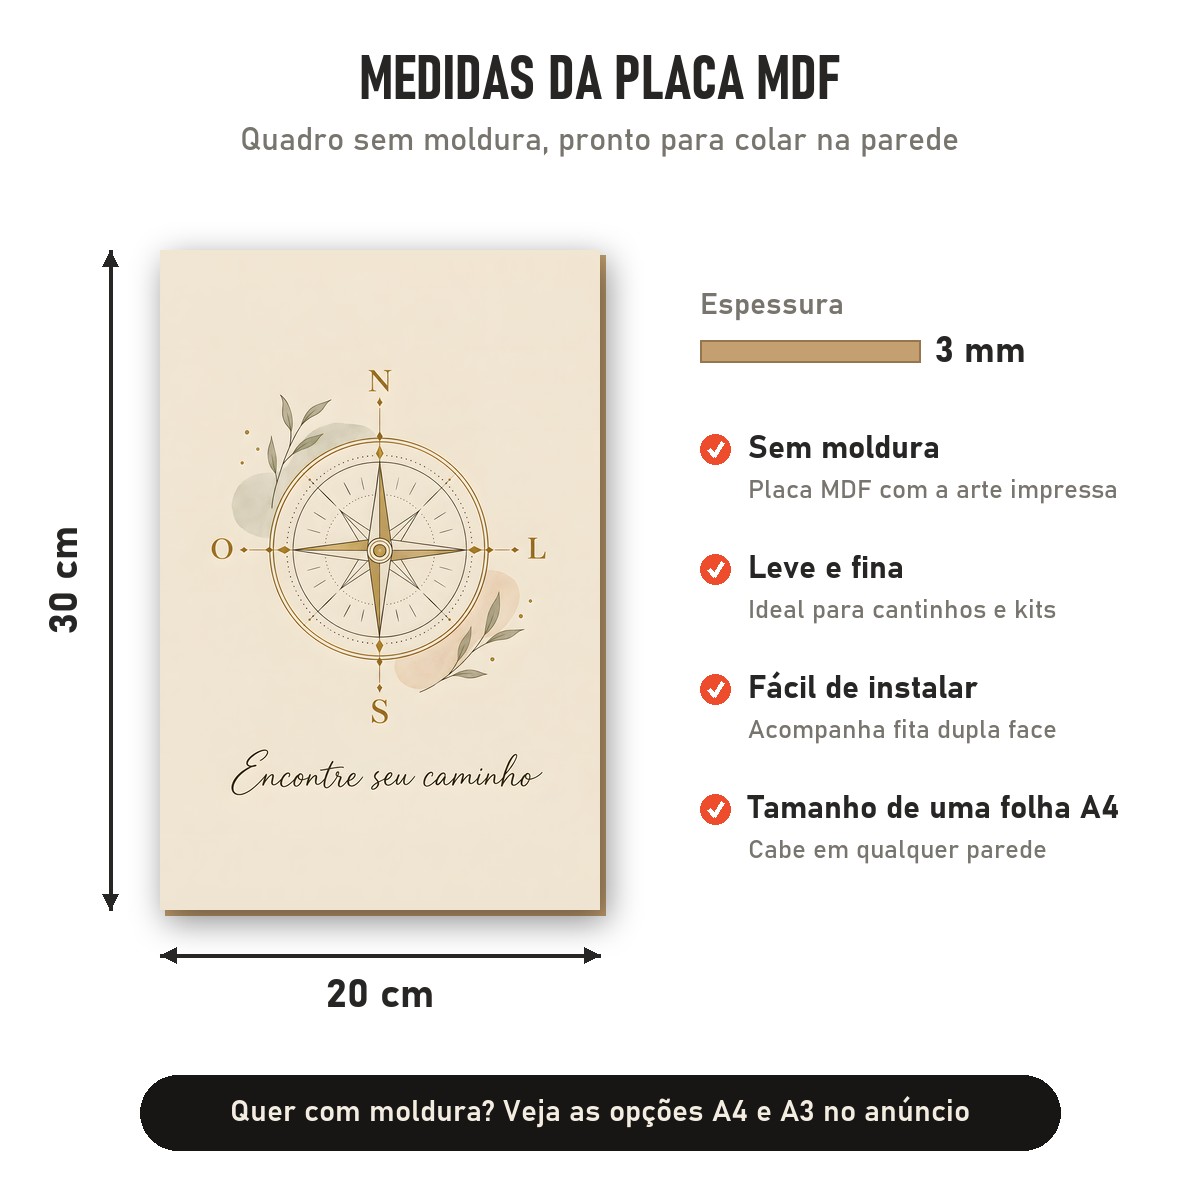 MEDIDAS DA PLACA MDF
Quadro sem moldura, pronto para colar na parede
30 cm
N
O
L
S
Encontre seu caminho
20 cm
Espessura
3 mm
Sem moldura
Placa MDF com a arte impressa
Leve e fina
Ideal para cantinhos e kits
Fácil de instalar
Acompanha fita dupla face
Tamanho de uma folha A4
Cabe em qualquer parede
Quer com moldura? Veja as opções A4 e A3 no anúncio